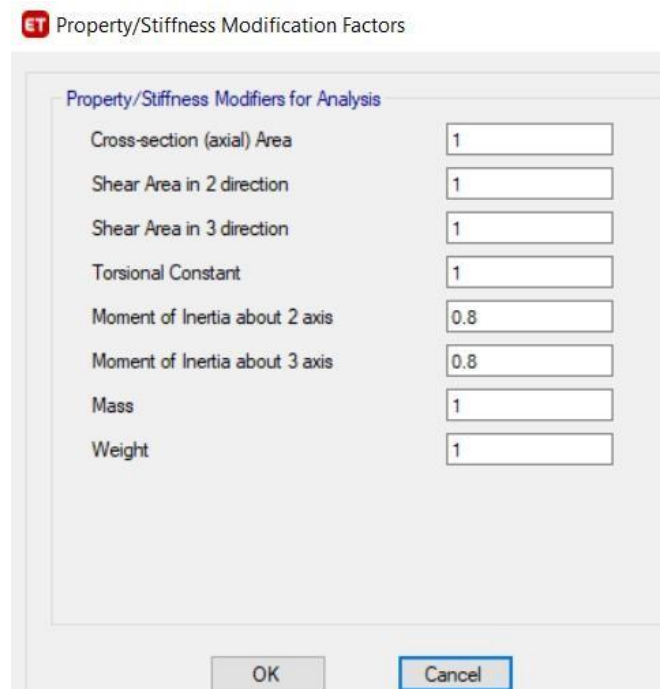 ET Property/Stiffness Modification Factors
Property/Stiffness Modifiers for Analysis
Cross-section (axial) Area 1
Shear Area in 2 direction 1
Shear Area in 3 direction 1
Torsional Constant 1
Moment of Inertia about 2 axis 0.8
Moment of Inertia about 3 axis 0.8
Mass 1
Weight 1
OK Cancel